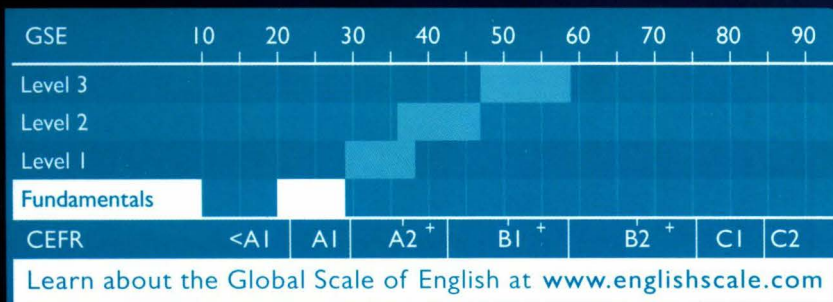 GSE 10 20 30 40 50 60 70 80 90
Level 3
Level 2
Level 1
Fundamentals
CEFR <A1 A1 A2 + B1 + B2 + C1 C2
Learn about the Global Scale of English at www.englishscale.com